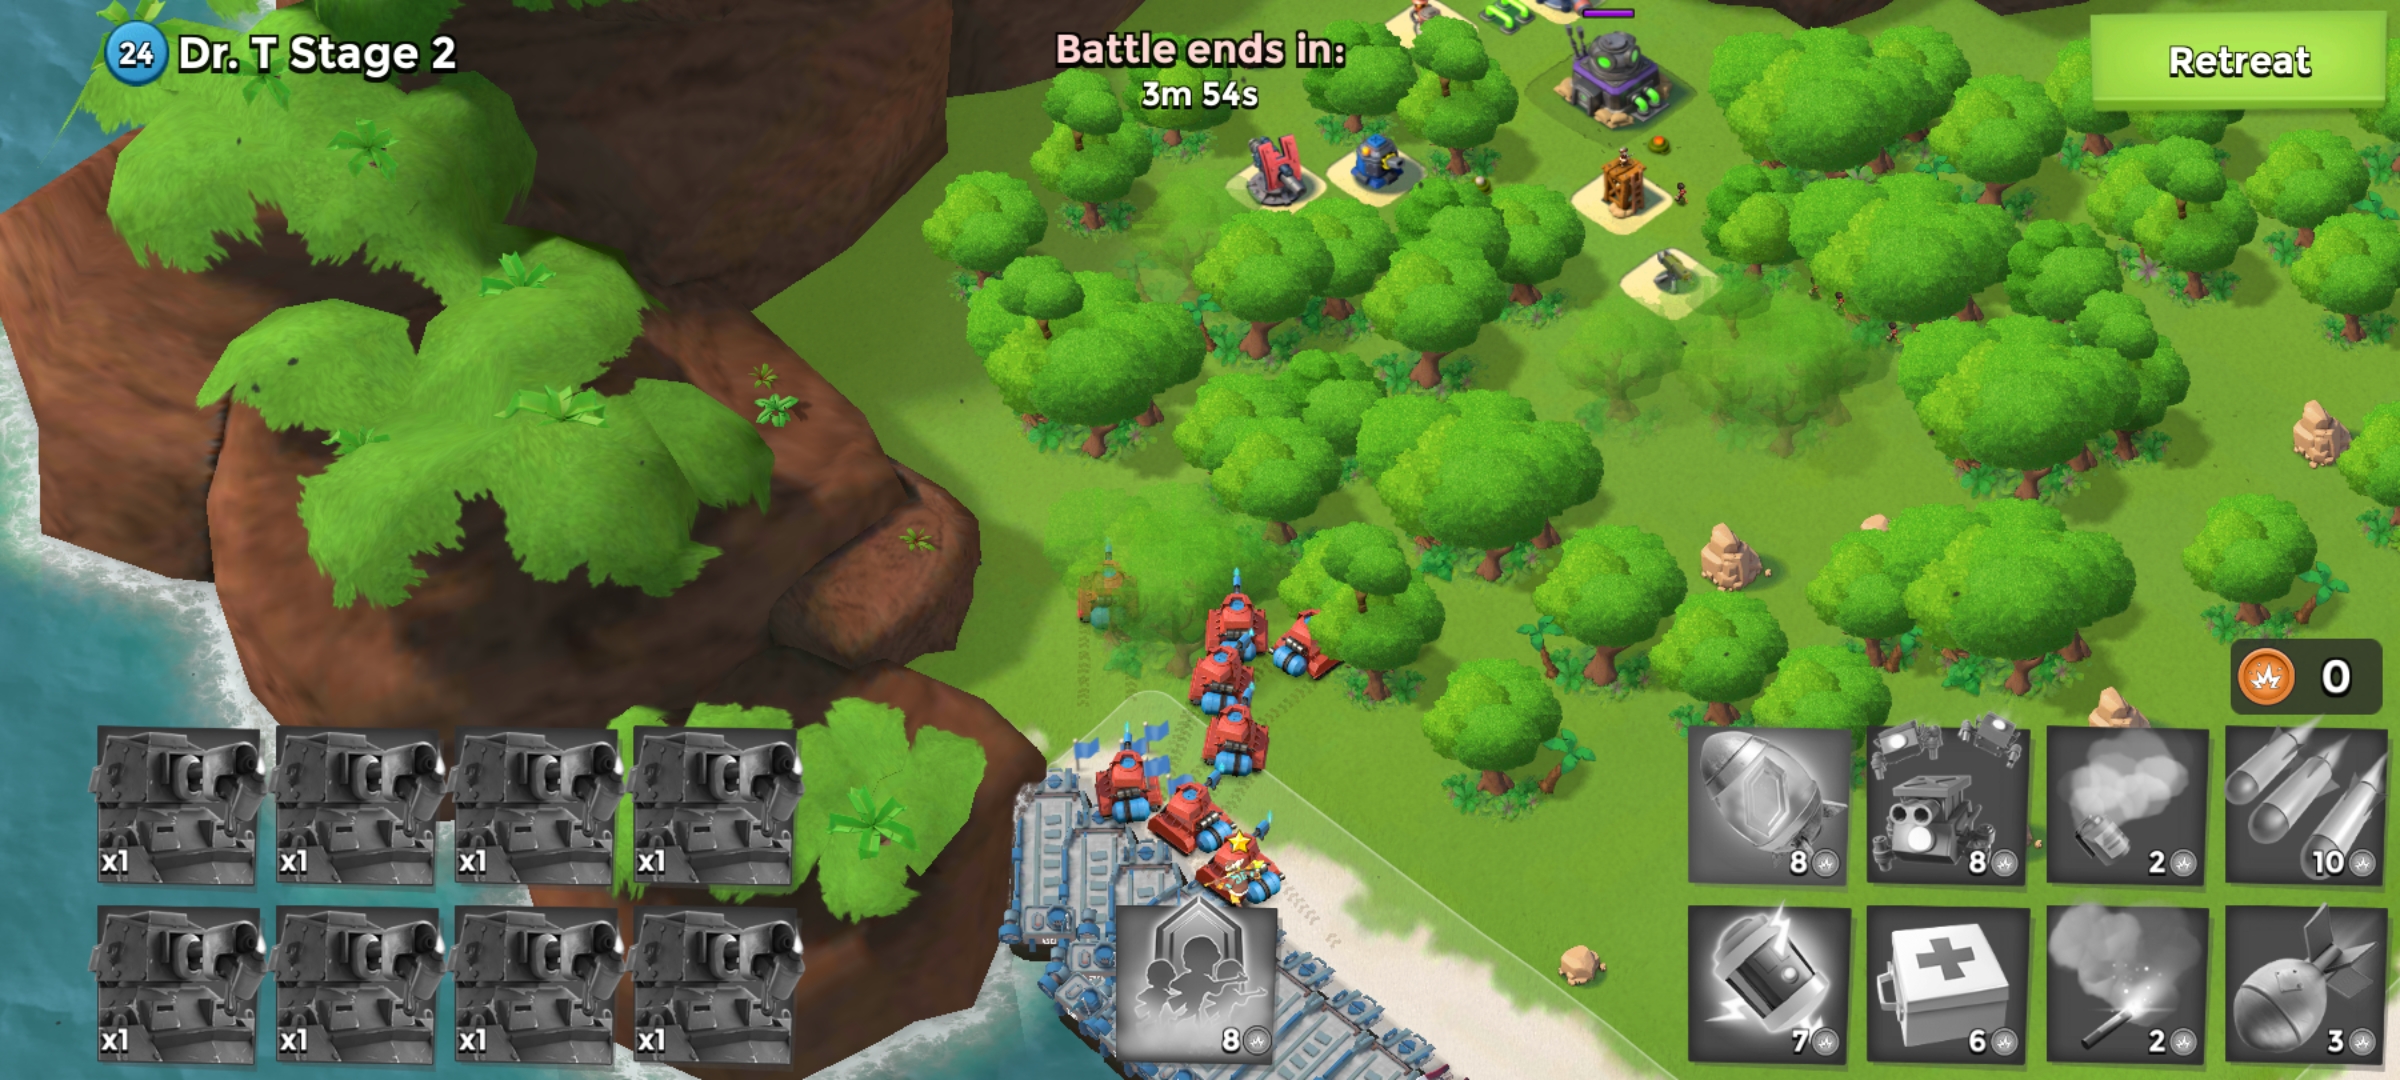 24 Dr. T Stage 2
Battle ends in:
3m 54s
Retreat
0
x1 x1 x1 x1
8 8 2 10
x1 x1 x1 x1
8
7 6 2 3